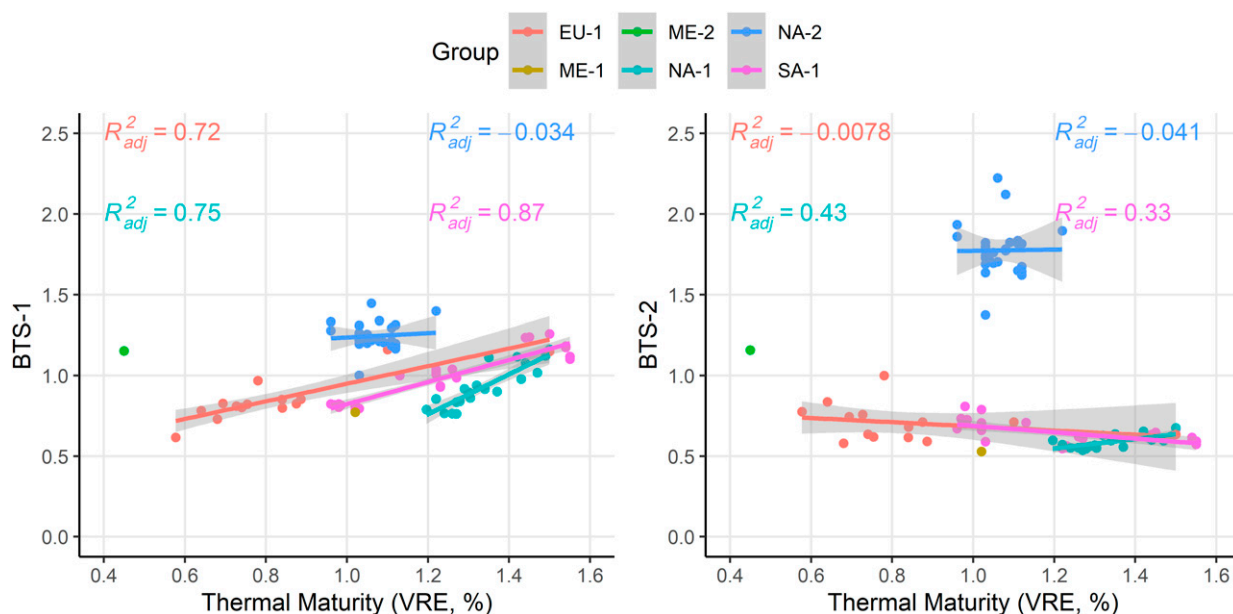 Group
EU-1
ME-2
NA-2
ME-1
NA-1
SA-1
R²adj = 0.72
R²adj = −0.034
R²adj = 0.75
R²adj = 0.87
BTS-1
2.5
2.0
1.5
1.0
0.5
0.0
0.4 0.6 0.8 1.0 1.2 1.4 1.6
Thermal Maturity (VRE, %)
R²adj = −0.0078
R²adj = −0.041
R²adj = 0.43
R²adj = 0.33
BTS-2
2.5
2.0
1.5
1.0
0.5
0.0
0.4 0.6 0.8 1.0 1.2 1.4 1.6
Thermal Maturity (VRE, %)